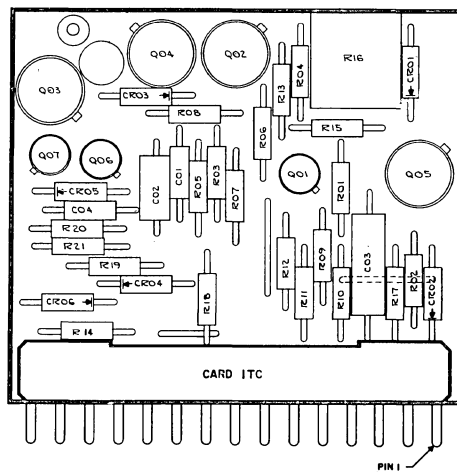 Q04
Q02
R16
R04
CR01
Q03
CR03
R13
R08
R06
R15
Q07
Q06
C02
C01
R05
R03
R07
Q01
R01
Q05
CR05
C04
R20
R21
R19
CR04
R18
R12
R11
R09
R10
C03
R17
R02
CR02
CR06
R14
CARD ITC
PIN 1